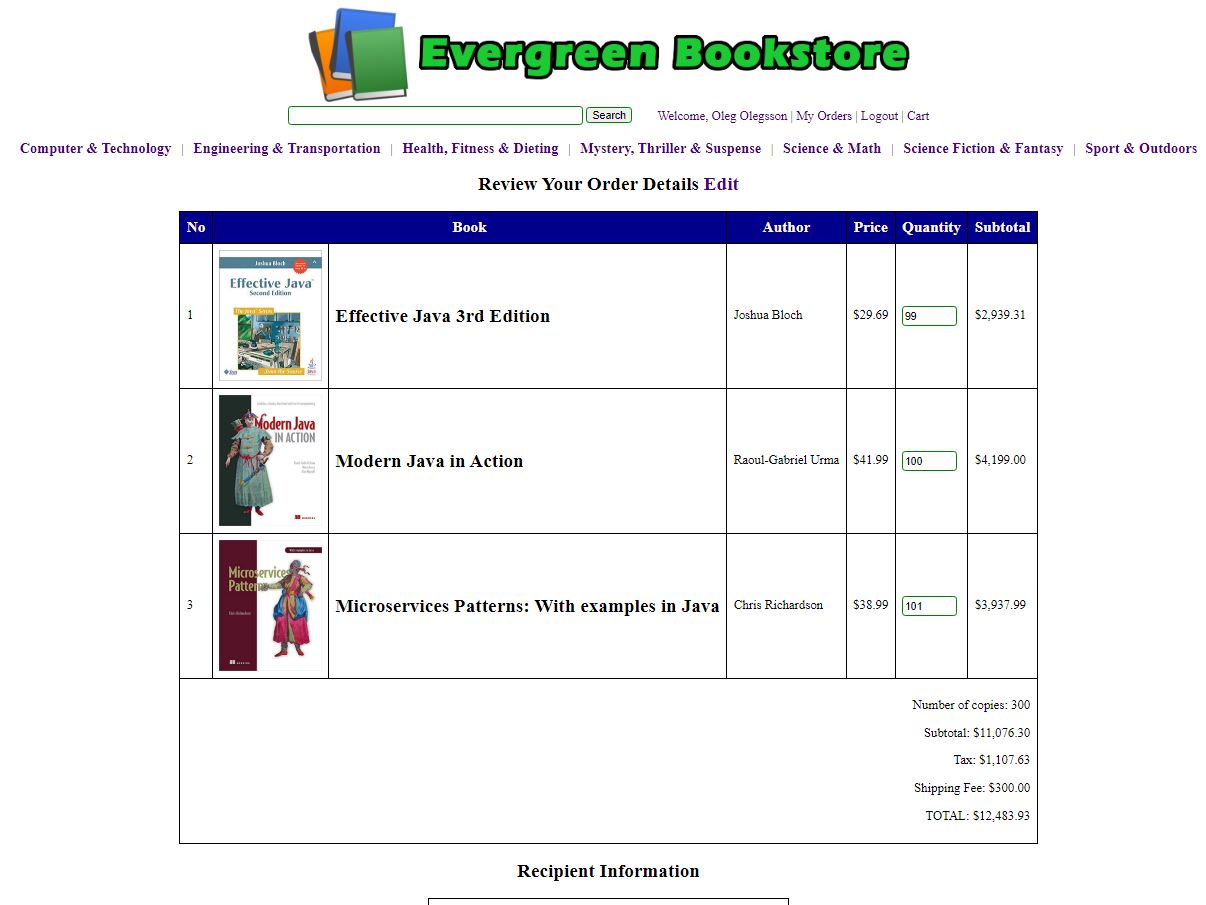 Evergreen Bookstore
Search Welcome, Oleg Olegsson | My Orders | Logout | Cart
Computer & Technology | Engineering & Transportation | Health, Fitness & Dieting | Mystery, Thriller & Suspense | Science & Math | Science Fiction & Fantasy | Sport & Outdoors
Review Your Order Details Edit
No Book Author Price Quantity Subtotal
Joshua Bloch
Effective Java
Second Edition
1 Effective Java 3rd Edition Joshua Bloch $29.69 99 $2,939.31
Modern Java
IN ACTION
2 Modern Java in Action Raoul-Gabriel Urma $41.99 100 $4,199.00
MANNING
Microservices
Patterns
3 Microservices Patterns: With examples in Java Chris Richardson $38.99 101 $3,937.99
MANNING
Number of copies: 300
Subtotal: $11,076.30
Tax: $1,107.63
Shipping Fee: $300.00
TOTAL: $12,483.93
Recipient Information